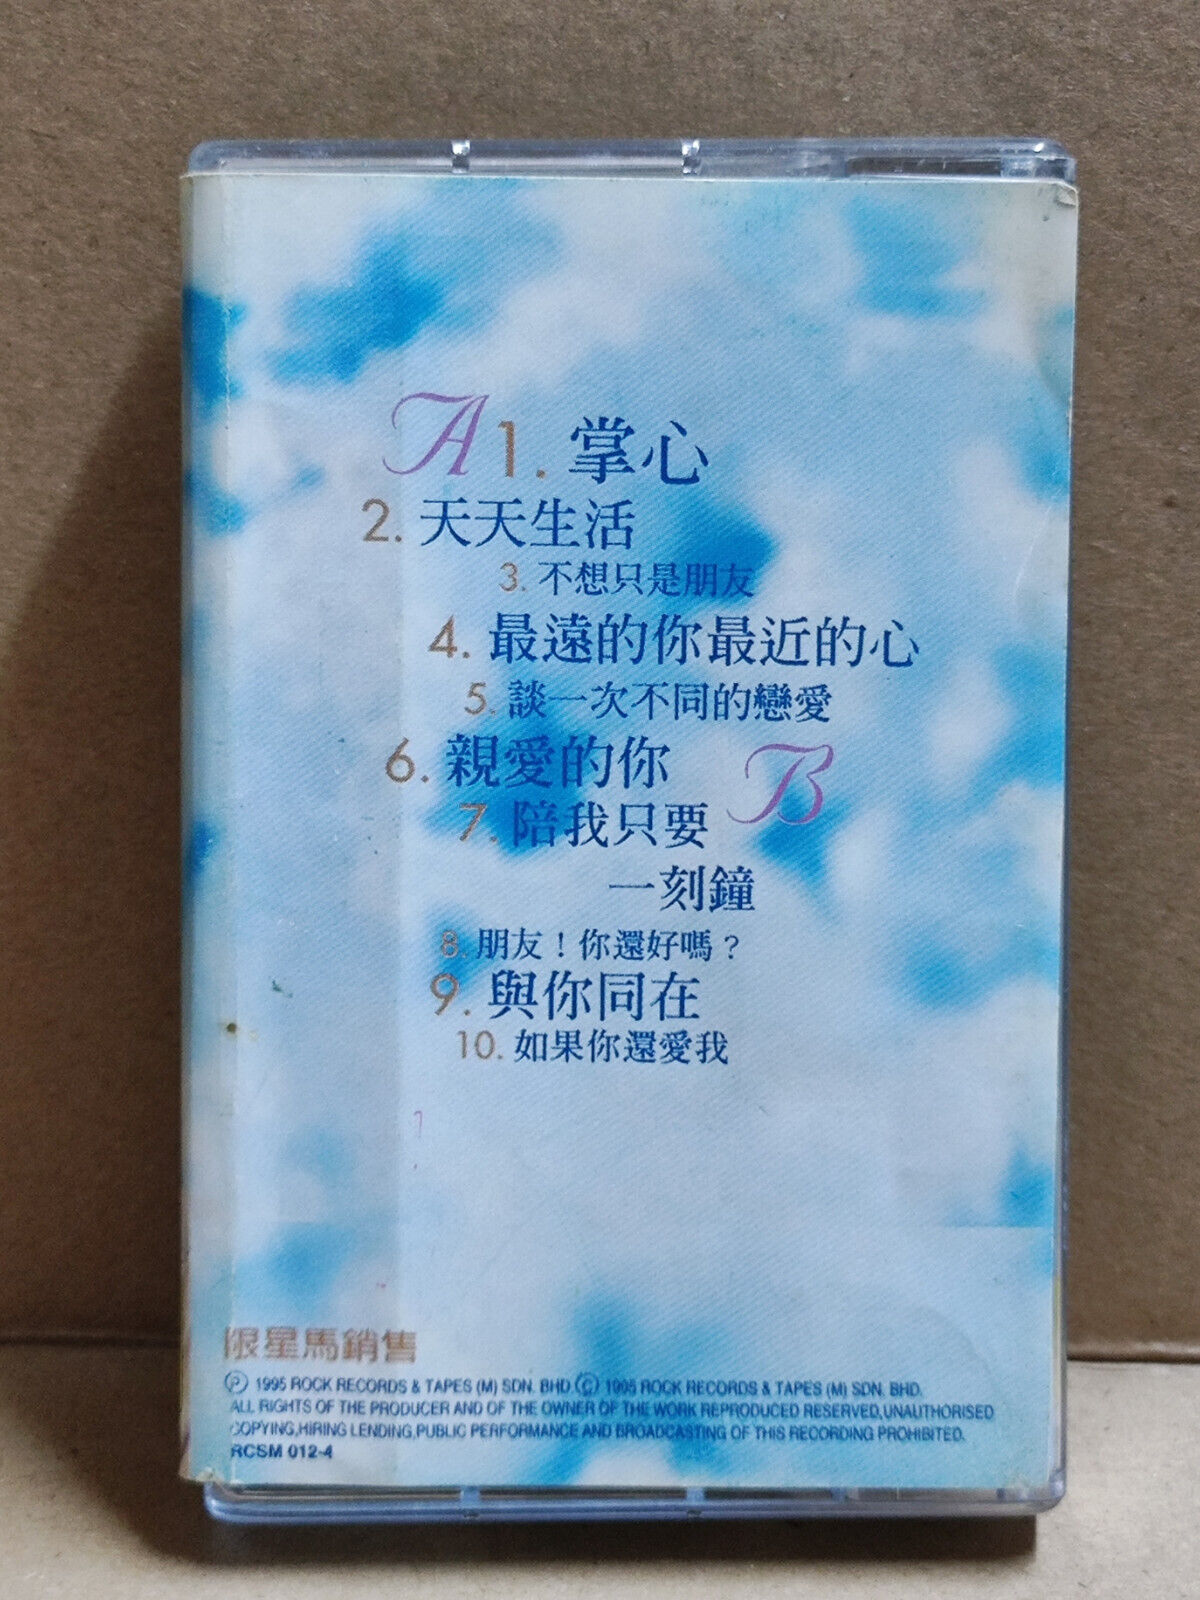 A 1. 掌心
2. 天天生活
3. 不想只是朋友
4. 最遠的你最近的心
5. 談一次不同的戀愛
6. 親愛的你
B
7. 陪我只要
一刻鐘
8. 朋友！你還好嗎？
9. 與你同在
10. 如果你還愛我
限星馬銷售
Ⓟ 1995 ROCK RECORDS & TAPES (M) SDN. BHD.Ⓒ 1995 ROCK RECORDS & TAPES (M) SDN. BHD.
ALL RIGHTS OF THE PRODUCER AND OF THE OWNER OF THE WORK REPRODUCED RESERVED,UNAUTHORISED
COPYING,HIRING LENDING,PUBLIC PERFORMANCE AND BROADCASTING OF THIS RECORDING PROHIBITED.
RCSM 012-4